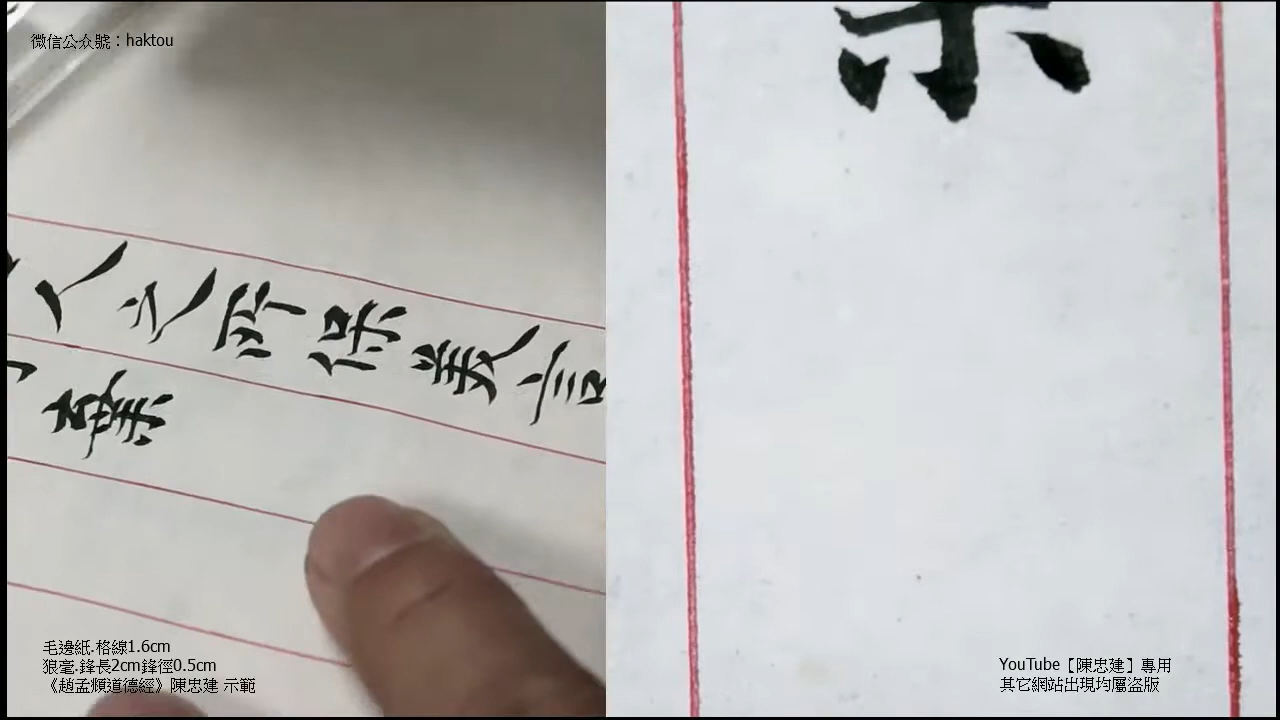 微信公众號：haktou
人之所保美言
棄
毛邊紙.格線1.6cm
狼毫.鋒長2cm鋒徑0.5cm
《趙孟頫道德經》陳忠建 示範
YouTube［陳忠建］專用
其它網站出現均屬盜版